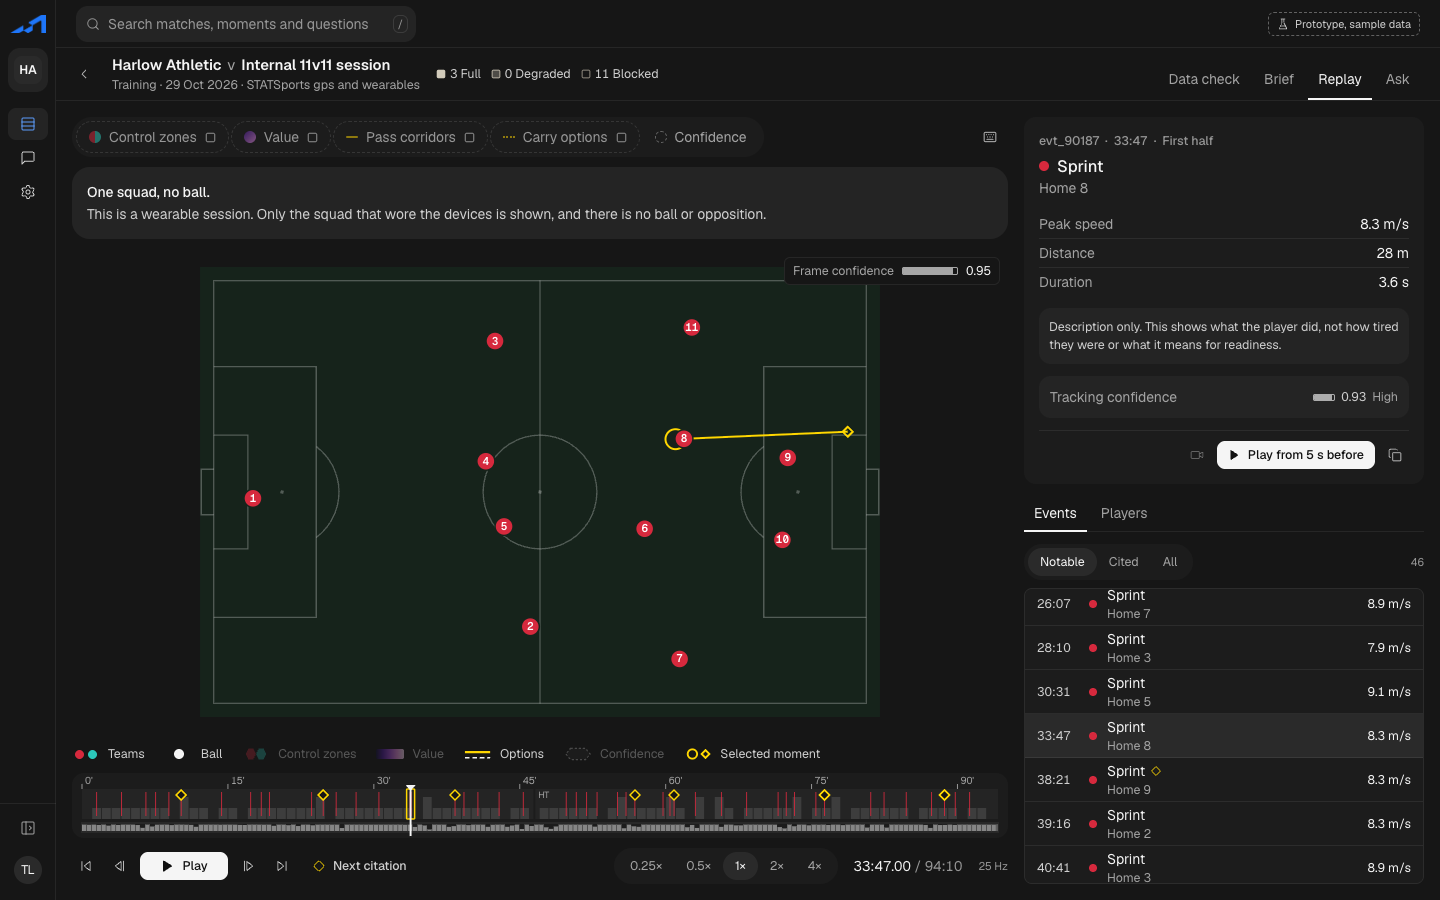 Search matches, moments and questions /
Prototype, sample data
HA
Harlow Athletic v Internal 11v11 session
Training · 29 Oct 2026 · STATSports gps and wearables
3 Full 0 Degraded 11 Blocked
Data check Brief Replay Ask
Control zones Value Pass corridors Carry options Confidence
One squad, no ball.
This is a wearable session. Only the squad that wore the devices is shown, and there is no ball or opposition.
Frame confidence 0.95
11
3
8
4
9
1
5
6
10
2
7
Teams Ball Control zones Value Options Confidence Selected moment
0' 15' 30' 45' 60' 75' 90'
HT
Play
Next citation
0.25× 0.5× 1× 2× 4×
33:47.00 / 94:10 25 Hz
evt_90187 · 33:47 · First half
Sprint
Home 8
Peak speed 8.3 m/s
Distance 28 m
Duration 3.6 s
Description only. This shows what the player did, not how tired
they were or what it means for readiness.
Tracking confidence 0.93 High
Play from 5 s before
Events Players
Notable Cited All 46
26:07 Sprint 8.9 m/s
Home 7
28:10 Sprint 7.9 m/s
Home 3
30:31 Sprint 9.1 m/s
Home 5
33:47 Sprint 8.3 m/s
Home 8
38:21 Sprint 8.3 m/s
Home 9
39:16 Sprint 8.3 m/s
Home 2
40:41 Sprint 8.9 m/s
Home 3
TL